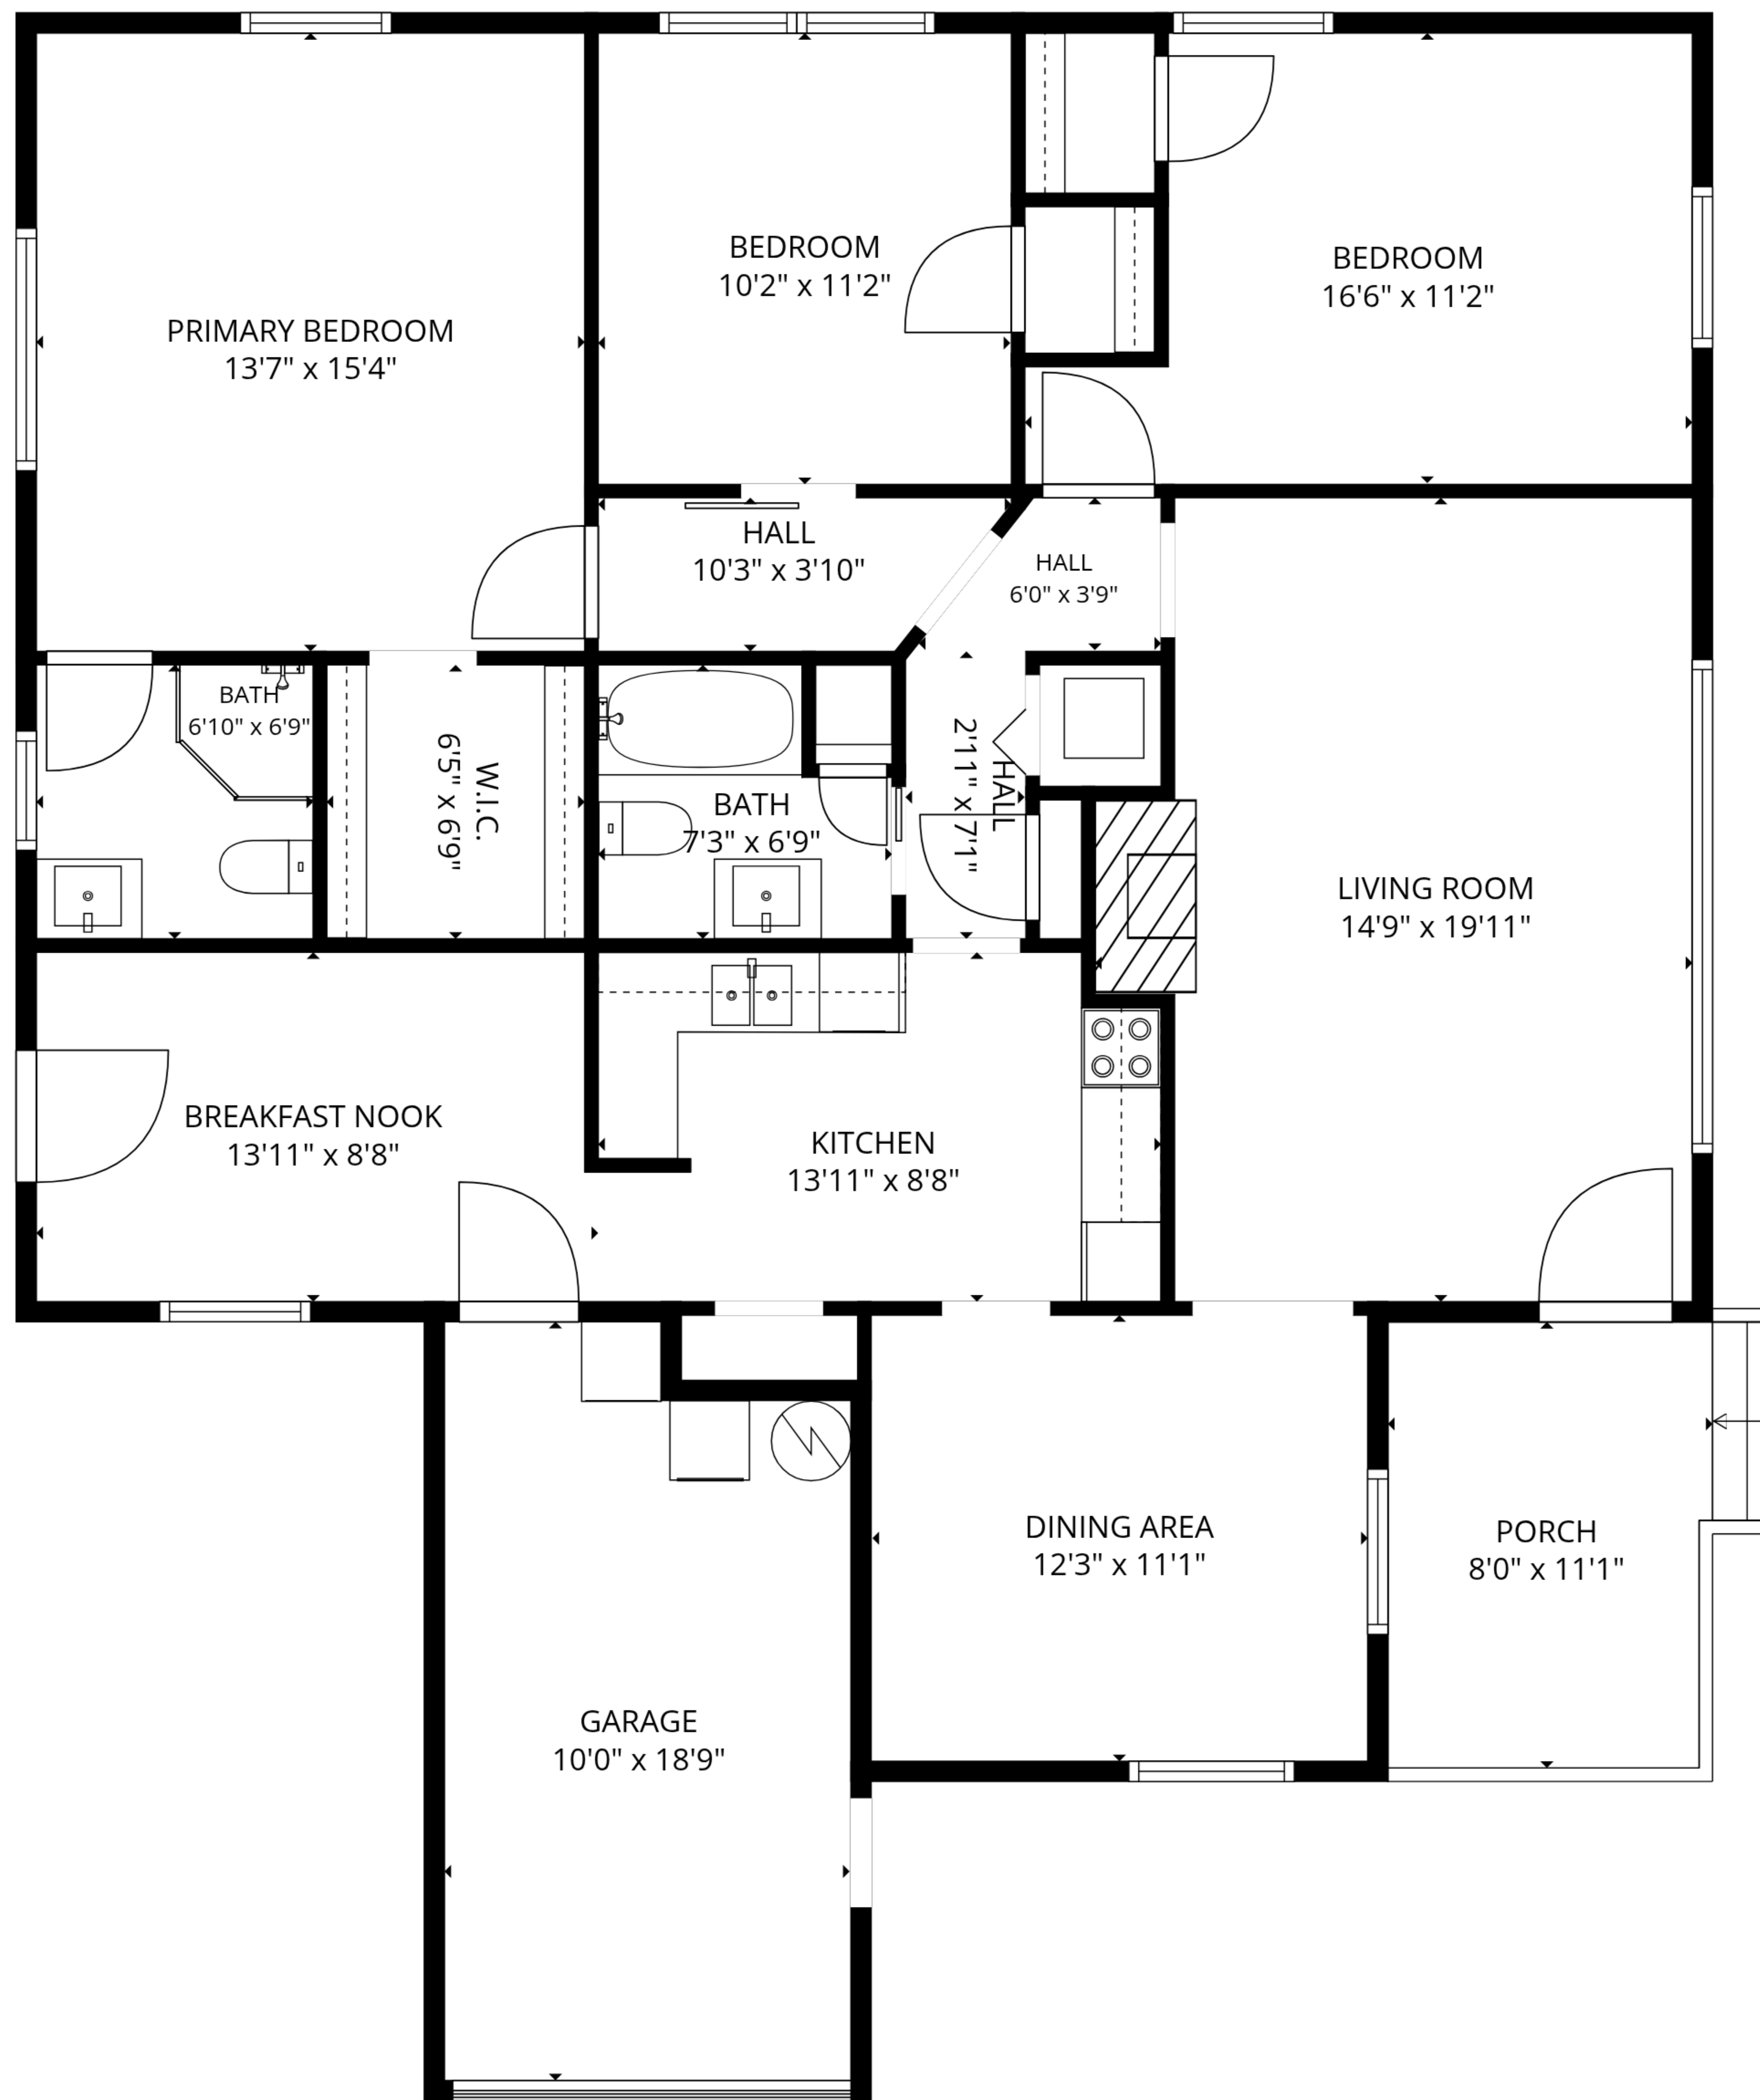 BEDROOM
10'2" x 11'2"
BEDROOM
16'6" x 11'2"
PRIMARY BEDROOM
13'7" x 15'4"
HALL
10'3" x 3'10"
HALL
6'0" x 3'9"
BATH
6'10" x 6'9"
W.I.C.
6'5" x 6'9"
BATH
7'3" x 6'9"
HALL
2'11" x 7'1"
LIVING ROOM
14'9" x 19'11"
BREAKFAST NOOK
13'11" x 8'8"
KITCHEN
13'11" x 8'8"
DINING AREA
12'3" x 11'1"
PORCH
8'0" x 11'1"
GARAGE
10'0" x 18'9"